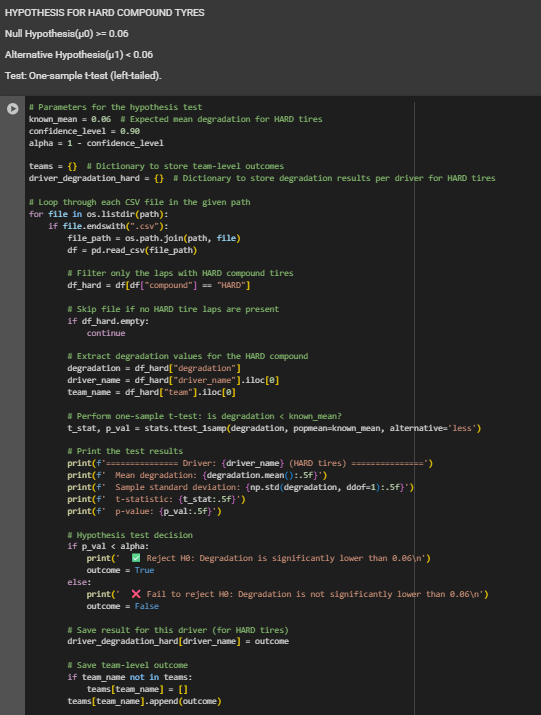 HYPOTHESIS FOR HARD COMPOUND TYRES
Null Hypothesis(μ0) >= 0.06
Alternative Hypothesis(μ1) < 0.06
Test: One-sample t-test (left-tailed).
# Parameters for the hypothesis test
known_mean = 0.06  # Expected mean degradation for HARD tires
confidence_level = 0.90
alpha = 1 - confidence_level
teams = {}  # Dictionary to store team-level outcomes
driver_degradation_hard = {}  # Dictionary to store degradation results per driver for HARD tires
# Loop through each CSV file in the given path
for file in os.listdir(path):
    if file.endswith(".csv"):
        file_path = os.path.join(path, file)
        df = pd.read_csv(file_path)
        # Filter only the laps with HARD compound tires
        df_hard = df[df["compound"] == "HARD"]
        # Skip file if no HARD tire laps are present
        if df_hard.empty:
            continue
        # Extract degradation values for the HARD compound
        degradation = df_hard["degradation"]
        driver_name = df_hard["driver_name"].iloc[0]
        team_name = df_hard["team"].iloc[0]
        # Perform one-sample t-test: is degradation < known_mean?
        t_stat, p_val = stats.ttest_1samp(degradation, popmean=known_mean, alternative='less')
        # Print the test results
        print(f'=============== Driver: {driver_name} (HARD tires) ===============')
        print(f'  Mean degradation: {degradation.mean():.5f}')
        print(f'  Sample standard deviation: {np.std(degradation, ddof=1):.5f}')
        print(f'  t-statistic: {t_stat:.5f}')
        print(f'  p-value: {p_val:.5f}')
        # Hypothesis test decision
        if p_val < alpha:
            print('  ✅ Reject H0: Degradation is significantly lower than 0.06\n')
            outcome = True
        else:
            print('  ❌ Fail to reject H0: Degradation is not significantly lower than 0.06\n')
            outcome = False
        # Save result for this driver (for HARD tires)
        driver_degradation_hard[driver_name] = outcome
        # Save team-level outcome
        if team_name not in teams:
            teams[team_name] = []
        teams[team_name].append(outcome)